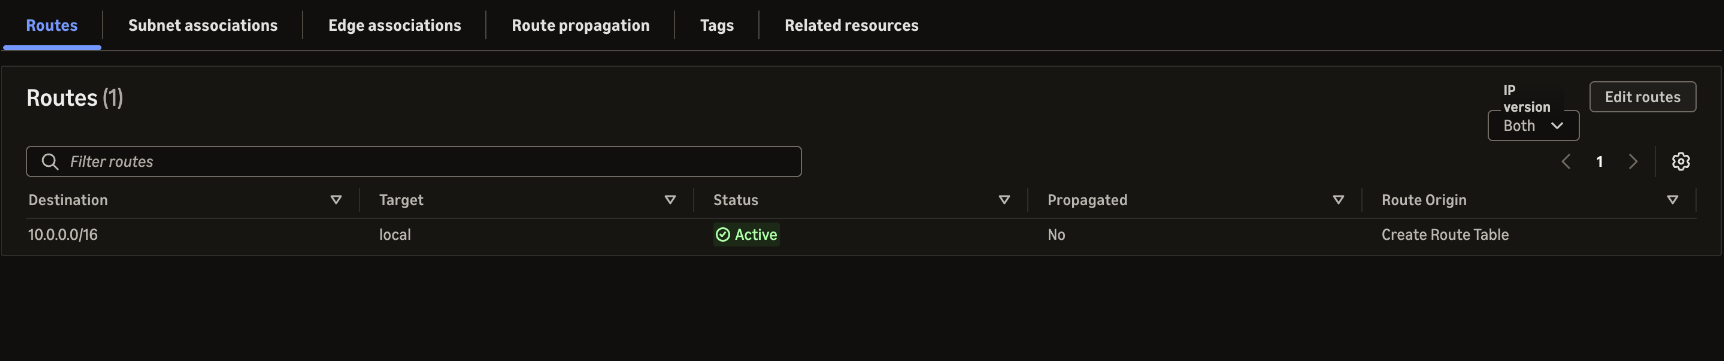 Routes Subnet associations Edge associations Route propagation Tags Related resources
Routes (1)
IP version
Both
Edit routes
Filter routes
1
Destination Target Status Propagated Route Origin
10.0.0.0/16 local Active No Create Route Table